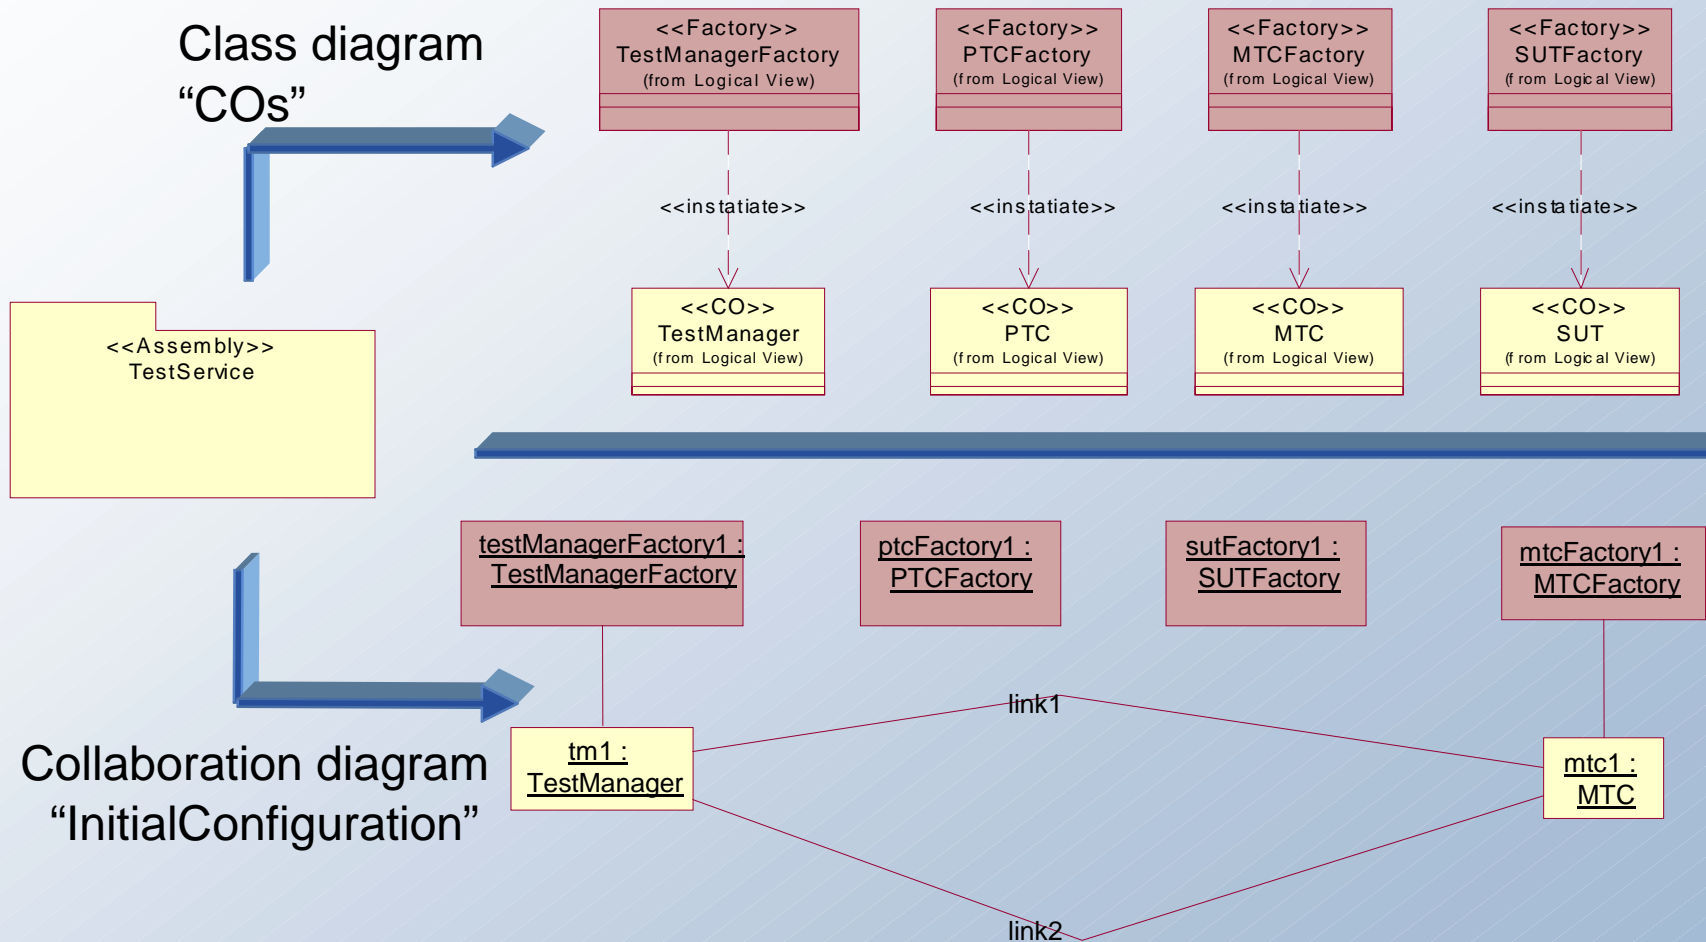 Class diagram
“COs”
<<Factory>>
TestManagerFactory
(from Logical View)
<<Factory>>
PTCFactory
(from Logical View)
<<Factory>>
MTCFactory
(from Logical View)
<<Factory>>
SUTFactory
(from Logical View)
<<instatiate>>
<<instatiate>>
<<instatiate>>
<<instatiate>>
<<CO>>
TestManager
(from Logical View)
<<CO>>
PTC
(from Logical View)
<<CO>>
MTC
(from Logical View)
<<CO>>
SUT
(from Logical View)
<<Assembly>>
TestService
testManagerFactory1 :
TestManagerFactory
ptcFactory1 :
PTCFactory
sutFactory1 :
SUTFactory
mtcFactory1 :
MTCFactory
link1
tm1 :
TestManager
mtc1 :
MTC
Collaboration diagram
“InitialConfiguration”
link2